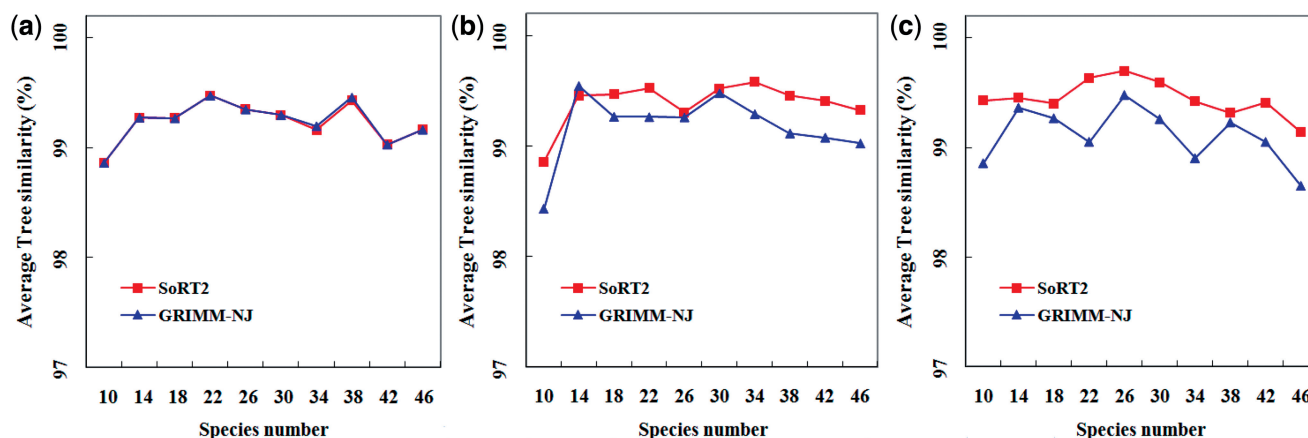 (a)
100
99
98
97
Average Tree similarity (%)
SoRT2
GRIMM-NJ
10 14 18 22 26 30 34 38 42 46
Species number
(b)
100
99
98
97
Average Tree similarity (%)
SoRT2
GRIMM-NJ
10 14 18 22 26 30 34 38 42 46
Species number
(c)
100
99
98
97
Average Tree similarity (%)
SoRT2
GRIMM-NJ
10 14 18 22 26 30 34 38 42 46
Species number